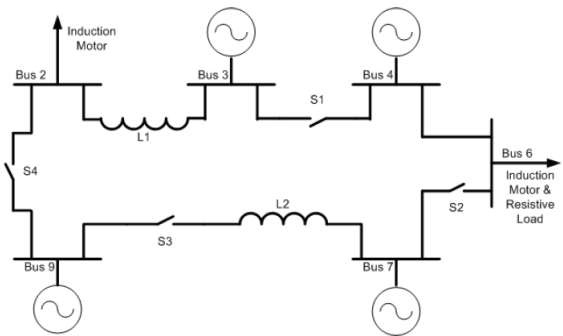 Induction
Motor
Bus 2
Bus 3
Bus 4
S1
L1
Bus 6
Induction
Motor &
Resistive
Load
S4
S2
L2
S3
Bus 9
Bus 7